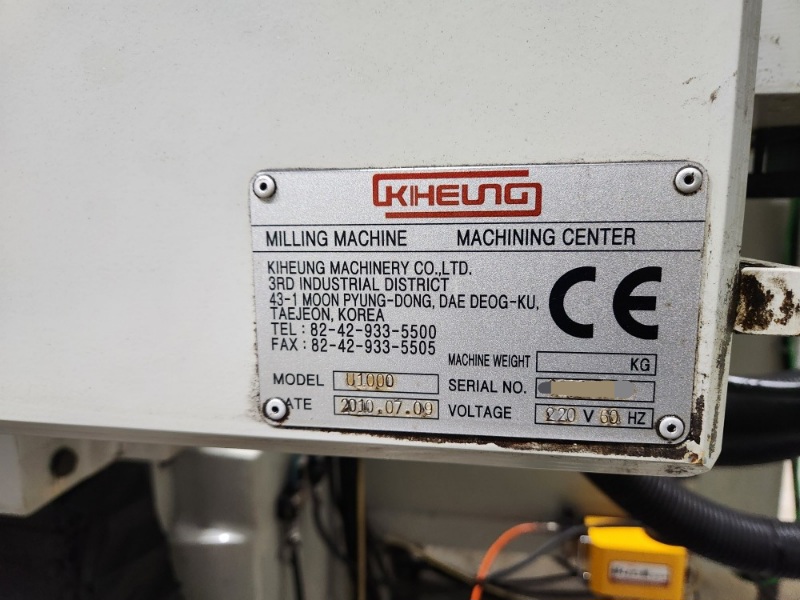 KIHEUNG
MILLING MACHINE MACHINING CENTER
KIHEUNG MACHINERY CO.,LTD.
3RD INDUSTRIAL DISTRICT
43-1 MOON PYUNG-DONG, DAE DEOG-KU,
TAEJEON, KOREA
TEL : 82-42-933-5500
FAX : 82-42-933-5505
CE
MACHINE WEIGHT KG
MODEL U1000 SERIAL NO.
DATE 2010.07.09 VOLTAGE 220 V 60 HZ